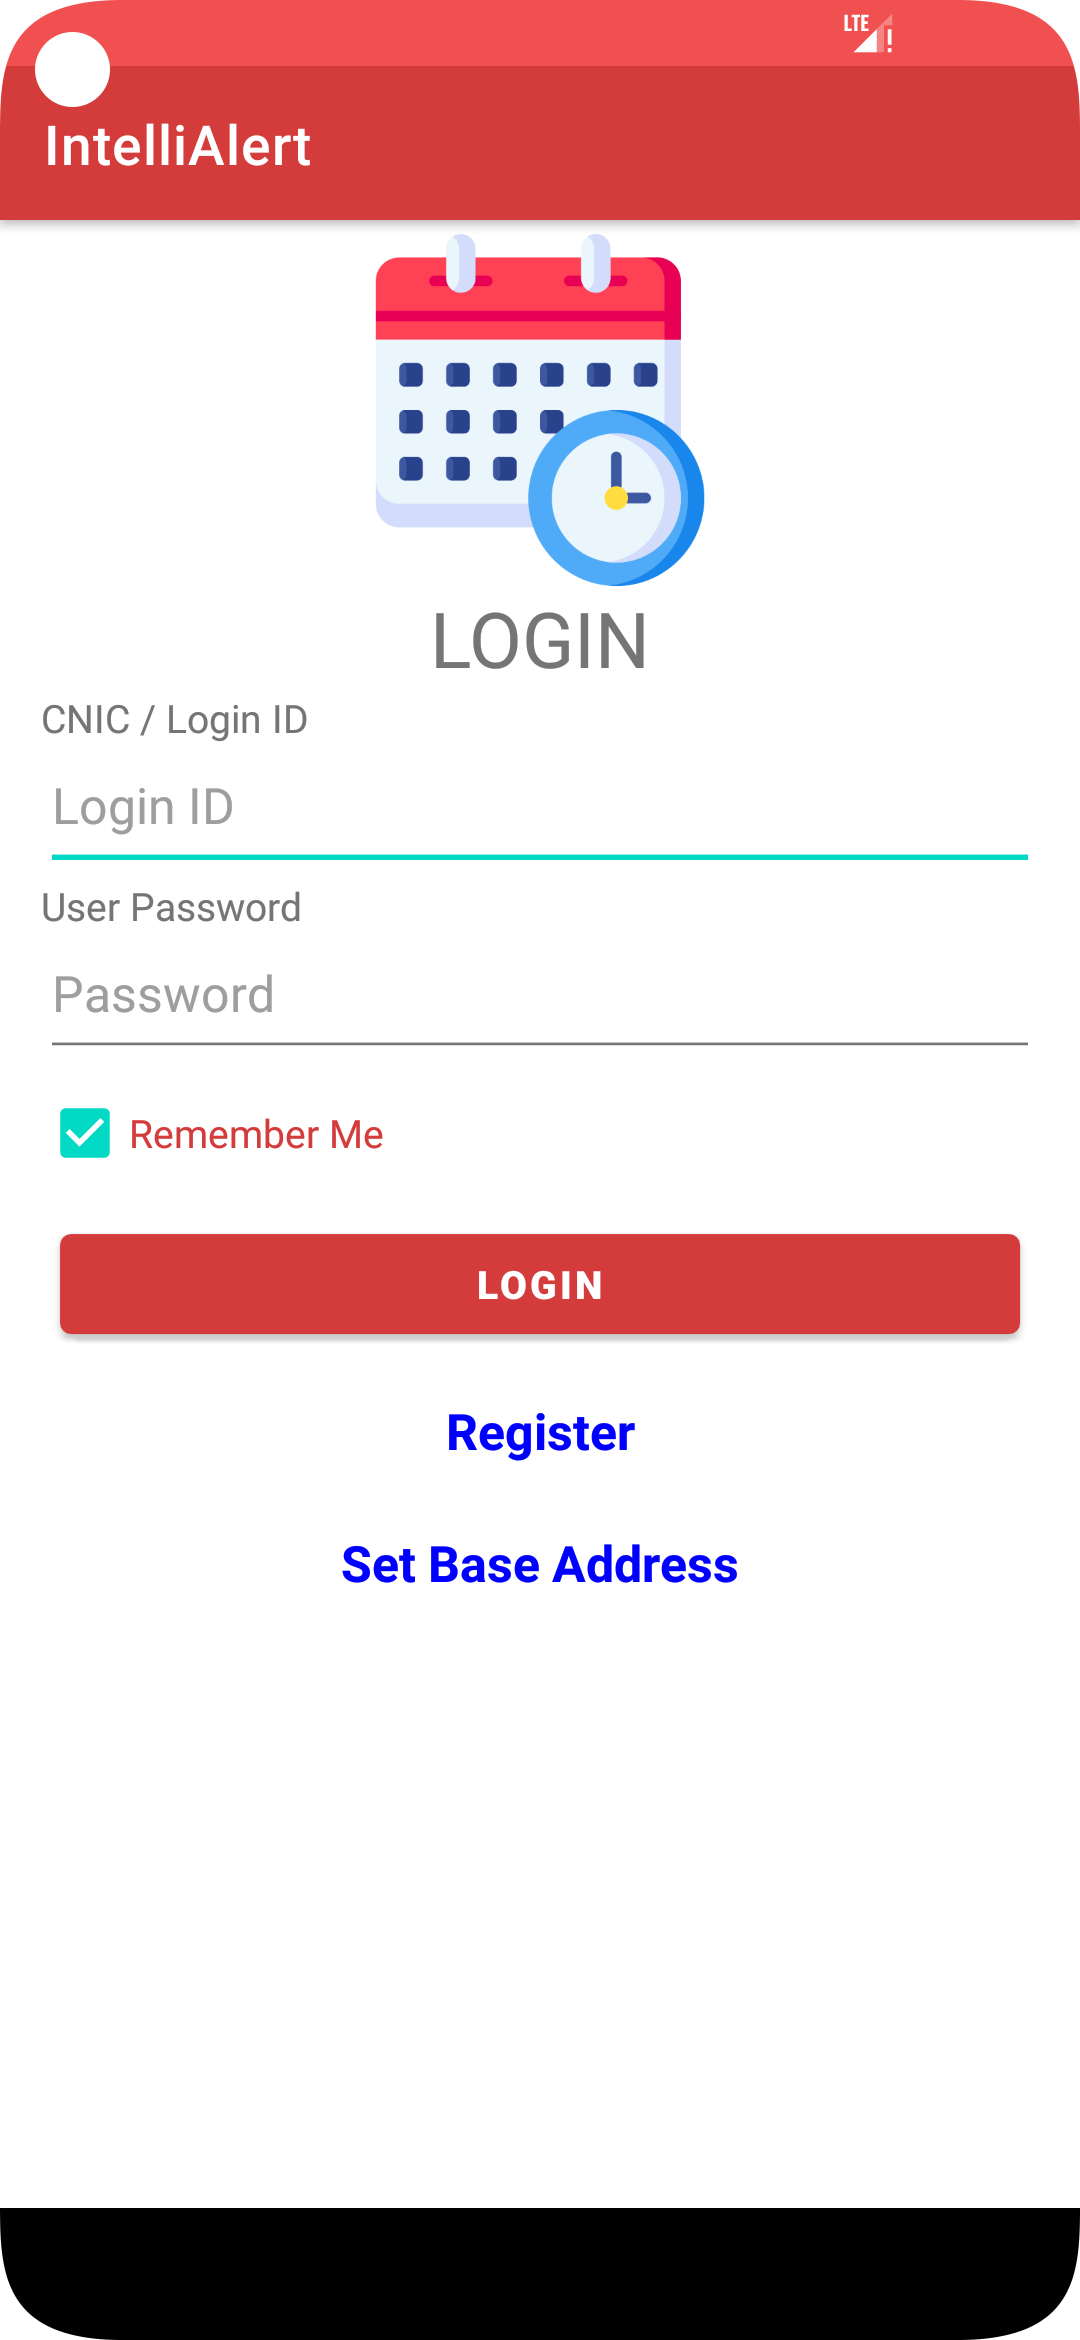 LTE
IntelliAlert
LOGIN
CNIC / Login ID
Login ID
User Password
Password
Remember Me
LOGIN
Register
Set Base Address